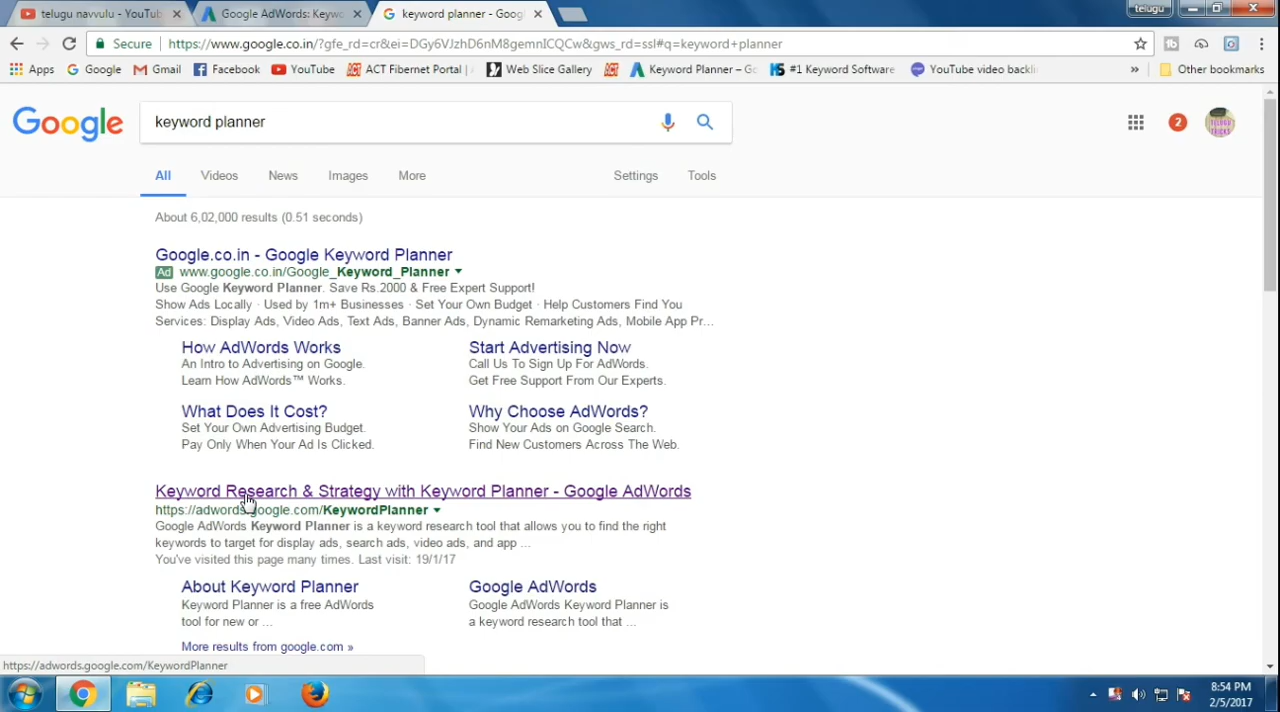 telugu navvulu - YouTub
Google AdWords: Keywo
keyword planner - Goog
telugu
Secure
https://www.google.co.in/?gfe_rd=cr&ei=DGy6VJzhD6nM8gemnICQCw&gws_rd=ssl#q=keyword+planner
Apps
Google
Gmail
Facebook
YouTube
ACT Fibernet Portal |
Web Slice Gallery
Keyword Planner – Go
#1 Keyword Software
YouTube video backli
»
Other bookmarks
Google
keyword planner
2
All
Videos
News
Images
More
Settings
Tools
About 6,02,000 results (0.51 seconds)
Google.co.in - Google Keyword Planner
Ad www.google.co.in/Google_Keyword_Planner
Use Google Keyword Planner. Save Rs.2000 & Free Expert Support!
Show Ads Locally · Used by 1m+ Businesses · Set Your Own Budget · Help Customers Find You
Services: Display Ads, Video Ads, Text Ads, Banner Ads, Dynamic Remarketing Ads, Mobile App Pr...
How AdWords Works
An Intro to Advertising on Google.
Learn How AdWords™ Works.
Start Advertising Now
Call Us To Sign Up For AdWords.
Get Free Support From Our Experts.
What Does It Cost?
Set Your Own Advertising Budget.
Pay Only When Your Ad Is Clicked.
Why Choose AdWords?
Show Your Ads on Google Search.
Find New Customers Across The Web.
Keyword Research & Strategy with Keyword Planner - Google AdWords
https://adwords.google.com/KeywordPlanner
Google AdWords Keyword Planner is a keyword research tool that allows you to find the right
keywords to target for display ads, search ads, video ads, and app ...
You've visited this page many times. Last visit: 19/1/17
About Keyword Planner
Keyword Planner is a free AdWords
tool for new or ...
Google AdWords
Google AdWords Keyword Planner is
a keyword research tool that ...
More results from google.com »
https://adwords.google.com/KeywordPlanner
8:54 PM
2/5/2017